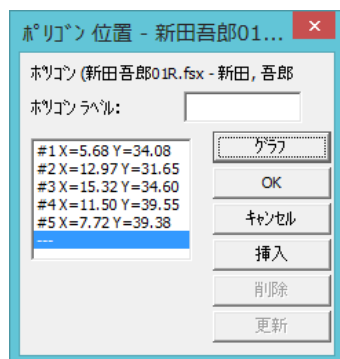 ﾎﾟﾘｺﾞﾝ 位置 - 新田吾郎01... ×
ﾎﾟﾘｺﾞﾝ (新田吾郎01R.fsx - 新田, 吾郎
ﾎﾟﾘｺﾞﾝ ﾗﾍﾞﾙ:
#1 X=5.68 Y=34.08
#2 X=12.97 Y=31.65
#3 X=15.32 Y=34.60
#4 X=11.50 Y=39.55
#5 X=7.72 Y=39.38
---
ｸﾞﾗﾌ
OK
ｷｬﾝｾﾙ
挿入
削除
更新